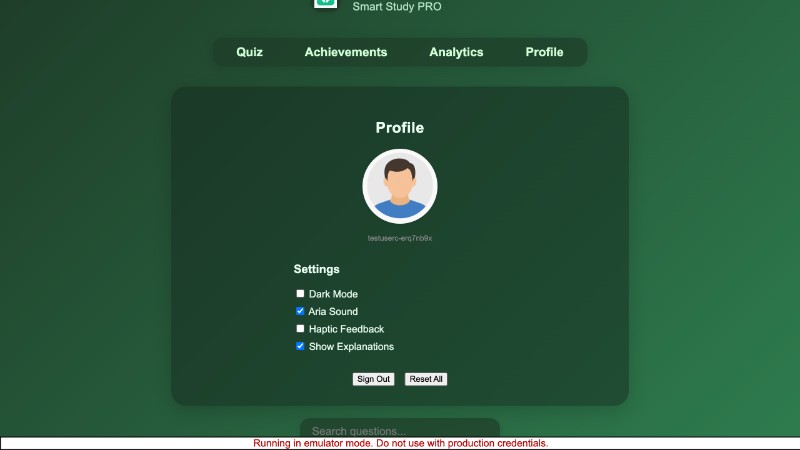 Smart Study PRO
Quiz Achievements Analytics Profile
Profile
testuserc-erq7nb9x
Settings
Dark Mode
Aria Sound
Haptic Feedback
Show Explanations
Sign Out Reset All
Search questions...
Running in emulator mode. Do not use with production credentials.